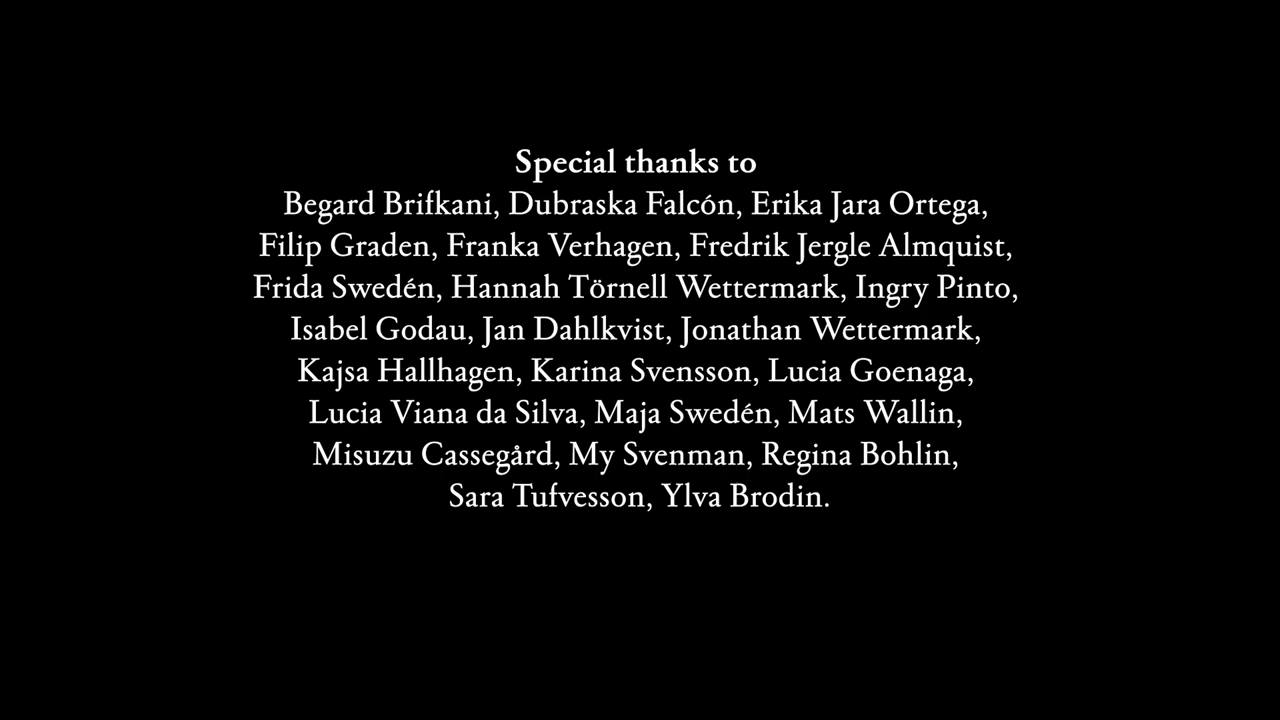 Special thanks to
Begard Brifkani, Dubraska Falcón, Erika Jara Ortega,
Filip Graden, Franka Verhagen, Fredrik Jergle Almquist,
Frida Swedén, Hannah Törnell Wettermark, Ingry Pinto,
Isabel Godau, Jan Dahlkvist, Jonathan Wettermark,
Kajsa Hallhagen, Karina Svensson, Lucia Goenaga,
Lucia Viana da Silva, Maja Swedén, Mats Wallin,
Misuzu Cassegård, My Svenman, Regina Bohlin,
Sara Tufvesson, Ylva Brodin.